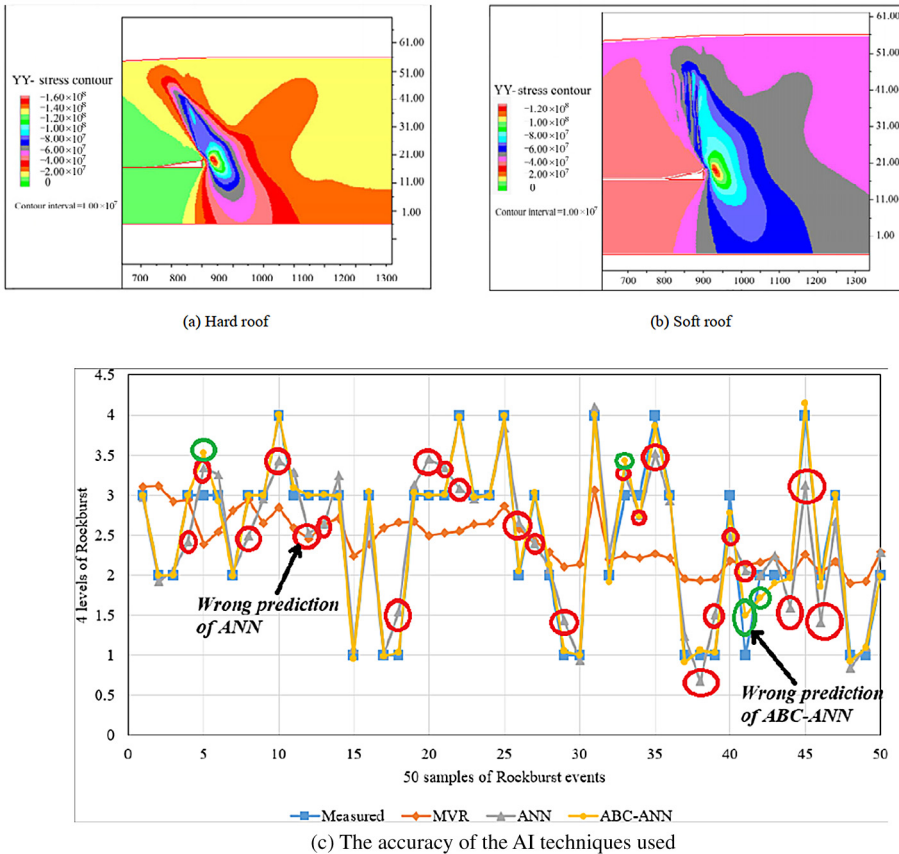 YY- stress contour
−1.60×10⁸
−1.40×10⁸
−1.20×10⁸
−1.00×10⁸
−8.00×10⁷
−6.00×10⁷
−4.00×10⁷
−2.00×10⁷
0
Contour interval=1.00×10⁷
61.00
51.00
41.00
31.00
21.00
11.00
1.00
700 800 900 1000 1100 1200 1300
(a) Hard roof
YY- stress contour
−1.20×10⁸
1.00×10⁸
−8.00×10⁷
−6.00×10⁷
−4.00×10⁷
2.00×10⁷
0
Contour interval=1.00×10⁷
61.00
51.00
41.00
31.00
21.00
11.00
1.00
700 800 900 1000 1100 1200 1300
(b) Soft roof
4 levels of Rockburst
4.5
4
3.5
3
2.5
2
1.5
1
0.5
0
Wrong prediction
of ANN
Wrong prediction
of ABC-ANN
0 5 10 15 20 25 30 35 40 45 50
50 samples of Rockburst events
Measured MVR ANN ABC-ANN
(c) The accuracy of the AI techniques used